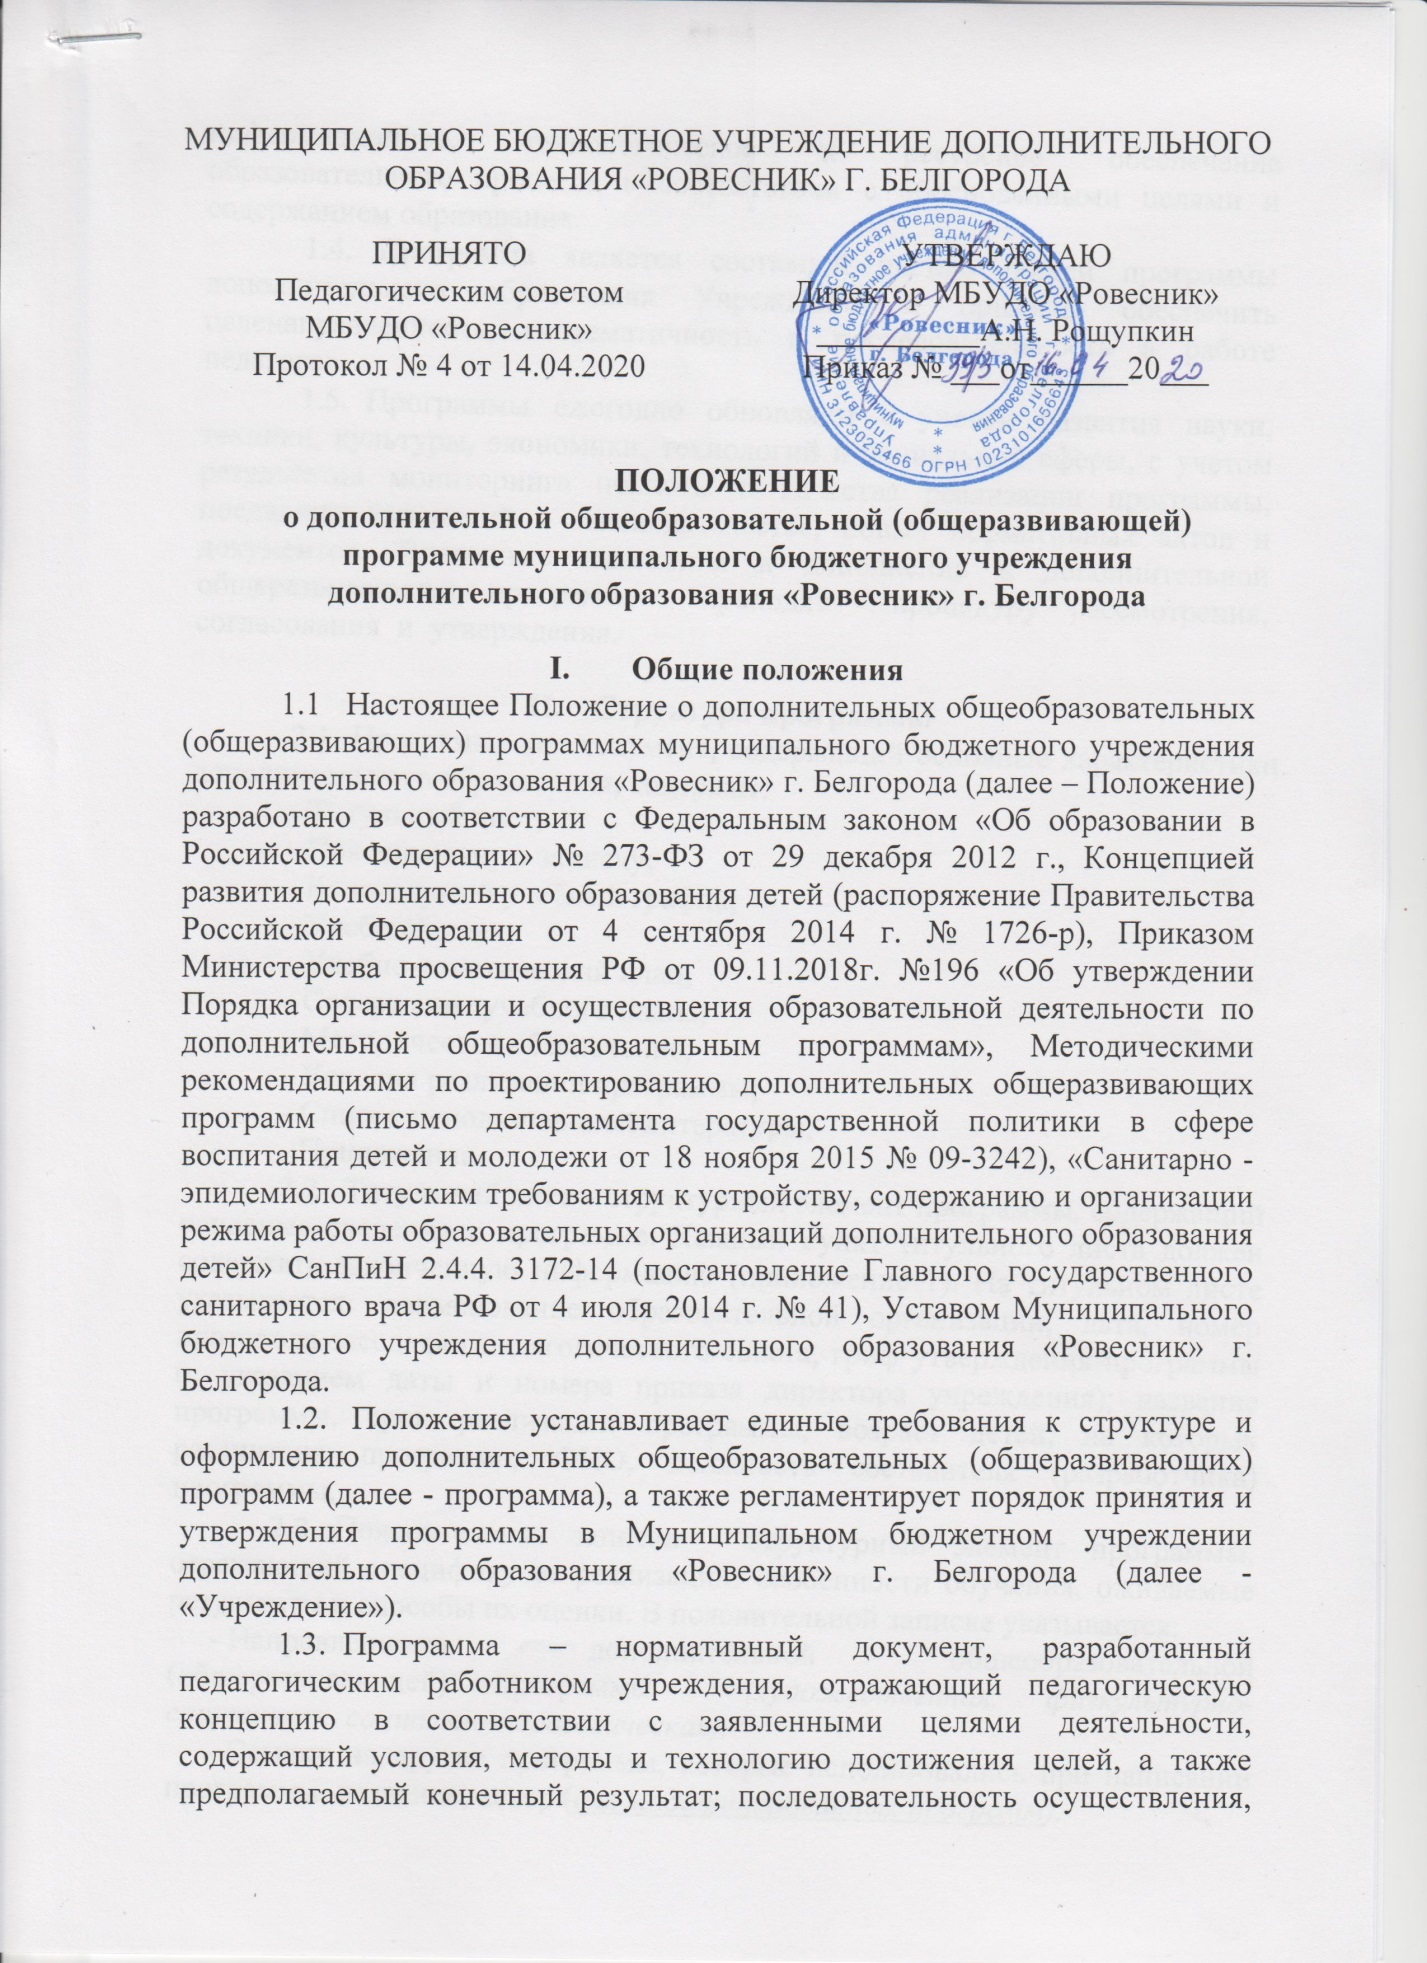 МУНИЦИПАЛЬНОЕ БЮДЖЕТНОЕ УЧРЕЖДЕНИЕ ДОПОЛНИТЕЛЬНОГО
ОБРАЗОВАНИЯ «РОВЕСНИК» Г. БЕЛГОРОДА
ПРИНЯТО
Педагогическим советом
МБУДО «Ровесник»
Протокол № 4 от 14.04.2020
УТВЕРЖДАЮ
Директор МБУДО «Ровесник»
__________А.Н. Рощупкин
Приказ № ___от 16.04 2020
«Ровесник»
г. Белгорода
ИНН 3123025466 ОГРН 1023101656643
ПОЛОЖЕНИЕ
о дополнительной общеобразовательной (общеразвивающей)
программе муниципального бюджетного учреждения
дополнительного образования «Ровесник» г. Белгорода
I. Общие положения
1.1 Настоящее Положение о дополнительных общеобразовательных
(общеразвивающих) программах муниципального бюджетного учреждения
дополнительного образования «Ровесник» г. Белгорода (далее – Положение)
разработано в соответствии с Федеральным законом «Об образовании в
Российской Федерации» № 273-ФЗ от 29 декабря 2012 г., Концепцией
развития дополнительного образования детей (распоряжение Правительства
Российской Федерации от 4 сентября 2014 г. № 1726-р), Приказом
Министерства просвещения РФ от 09.11.2018г. №196 «Об утверждении
Порядка организации и осуществления образовательной деятельности по
дополнительной общеобразовательным программам», Методическими
рекомендациями по проектированию дополнительных общеразвивающих
программ (письмо департамента государственной политики в сфере
воспитания детей и молодежи от 18 ноября 2015 № 09-3242), «Санитарно -
эпидемиологическим требованиям к устройству, содержанию и организации
режима работы образовательных организаций дополнительного образования
детей» СанПиН 2.4.4. 3172-14 (постановление Главного государственного
санитарного врача РФ от 4 июля 2014 г. № 41), Уставом Муниципального
бюджетного учреждения дополнительного образования «Ровесник» г.
Белгорода.
1.2. Положение устанавливает единые требования к структуре и
оформлению дополнительных общеобразовательных (общеразвивающих)
программ (далее - программа), а также регламентирует порядок принятия и
утверждения программы в Муниципальном бюджетном учреждении
дополнительного образования «Ровесник» г. Белгорода (далее -
«Учреждение»).
1.3. Программа – нормативный документ, разработанный
педагогическим работником учреждения, отражающий педагогическую
концепцию в соответствии с заявленными целями деятельности,
содержащий условия, методы и технологию достижения целей, а также
предполагаемый конечный результат; последовательность осуществления,